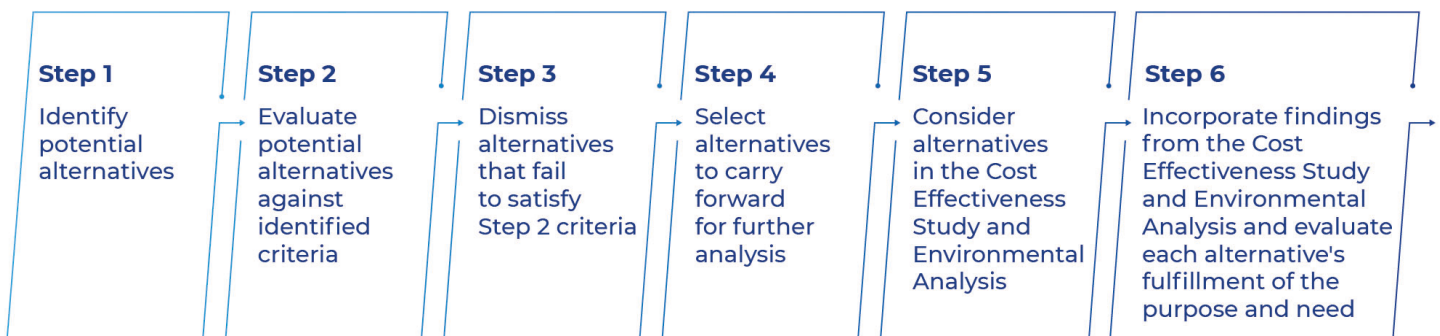 Step 1
Identify
potential
alternatives
Step 2
Evaluate
potential
alternatives
against
identified
criteria
Step 3
Dismiss
alternatives
that fail
to satisfy
Step 2 criteria
Step 4
Select
alternatives
to carry
forward
for further
analysis
Step 5
Consider
alternatives
in the Cost
Effectiveness
Study and
Environmental
Analysis
Step 6
Incorporate findings
from the Cost
Effectiveness Study
and Environmental
Analysis and evaluate
each alternative's
fulfillment of the
purpose and need